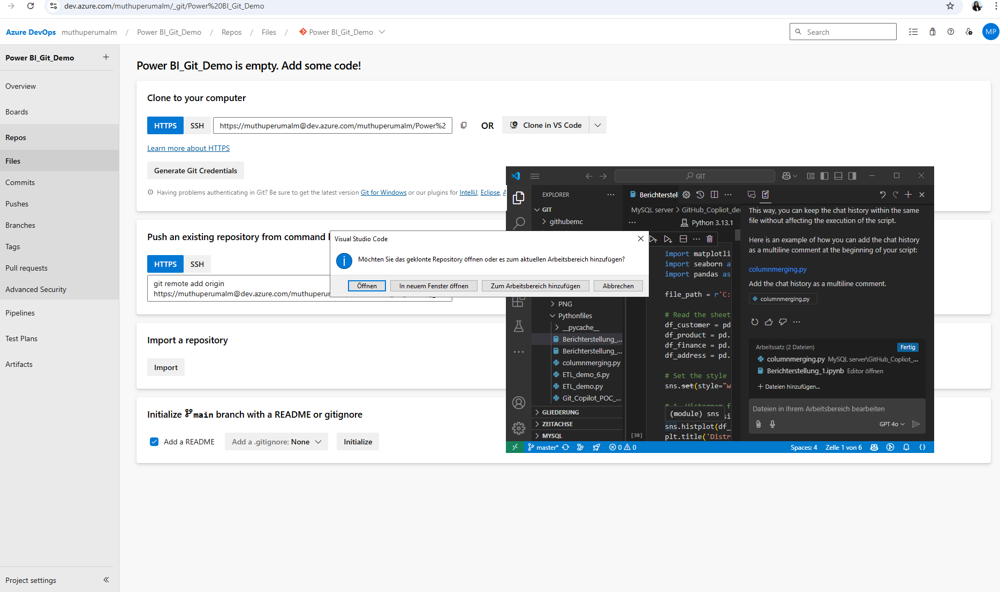 dev.azure.com/muthuperumalm/_git/Power%20BI_Git_Demo
Azure DevOps muthuperumalm / Power BI_Git_Demo / Repos / Files / Power BI_Git_Demo
Search
MP
Power BI_Git_Demo
Overview
Boards
Repos
Files
Commits
Pushes
Branches
Tags
Pull requests
Advanced Security
Pipelines
Test Plans
Artifacts
Project settings
Power BI_Git_Demo is empty. Add some code!
Clone to your computer
HTTPS SSH https://muthuperumalm@dev.azure.com/muthuperumalm/Power%2 OR Clone in VS Code
Learn more about HTTPS
Generate Git Credentials
Having problems authenticating in Git? Be sure to get the latest version Git for Windows or our plugins for IntelliJ, Eclipse, A
Push an existing repository from command l
HTTPS SSH
git remote add origin
https://muthuperumalm@dev.azure.com/muthuperu
Import a repository
Import
Initialize main branch with a README or gitignore
Add a README
Add a .gitignore: None
Initialize
Visual Studio Code
Möchten Sie das geklonte Repository öffnen oder es zum aktuellen Arbeitsbereich hinzufügen?
Öffnen In neuem Fenster öffnen Zum Arbeitsbereich hinzufügen Abbrechen
GIT
EXPLORER
GIT
githubemc
PNG
Pythonfiles
__pycache__
Berichterstellung_...
Berichterstellung_...
columnmerging.py
ETL_demo_6.py
ETL_demo.py
Git_Copilot_POC_...
GLIEDERUNG
ZEITACHSE
MYSQL
Berichterstel
MySQL server > GitHub_Copliot_de
Python 3.13.1
import matplotli
import seaborn a
import pandas as
file_path = r'C:
# Read the sheet
df_customer = pd
df_product = pd.
df_finance = pd.
df_address = pd.
# Set the style
sns.set(style="w
# 1. Histogram f
(module) sns
si
sns.histplot(df_
plt.title('Distr
[38]
This way, you can keep the chat history within the same
file without affecting the execution of the script.
Here is an example of how you can add the chat history
as a multiline comment at the beginning of your script:
columnmerging.py
Add the chat history as a multiline comment.
columnmerging.py
Arbeitssatz (2 Dateien) Fertig
columnmerging.py MySQL server\GitHub_Copliot_...
Berichterstellung_1.ipynb Editor öffnen
+ Dateien hinzufügen...
Dateien in Ihrem Arbeitsbereich bearbeiten
GPT 4o
master* 0 0 Spaces: 4 Zelle 1 von 6